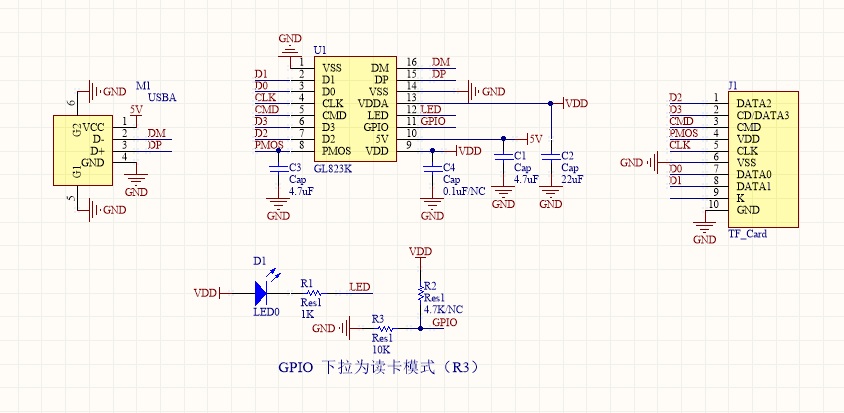 M1
USBA
6
GND
G2
VCC
1
5V
D-
2
DM
D+
3
DP
GND
4
G1
GND
5
GND
GND
U1
1
VSS
DM
16
DM
D1
2
D1
DP
15
DP
D0
3
D0
VSS
14
GND
CLK
4
CLK
VDDA
13
VDD
CMD
5
CMD
LED
12
LED
D3
6
D3
GPIO
11
GPIO
D2
7
D2
5V
10
5V
PMOS
8
PMOS
VDD
9
VDD
GL823K
C3
Cap
4.7uF
GND
C4
Cap
0.1uF/NC
GND
C1
Cap
4.7uF
GND
C2
Cap
22uF
GND
J1
D2
1
DATA2
D3
2
CD/DATA3
CMD
3
CMD
PMOS
4
VDD
CLK
5
CLK
GND
6
VSS
D0
7
DATA0
D1
8
DATA1
9
K
10
GND
GND
TF_Card
D1
VDD
LED0
R1
Res1
1K
LED
VDD
R2
Res1
4.7K/NC
GND
R3
Res1
10K
GPIO
GPIO 下拉为读卡模式（R3）